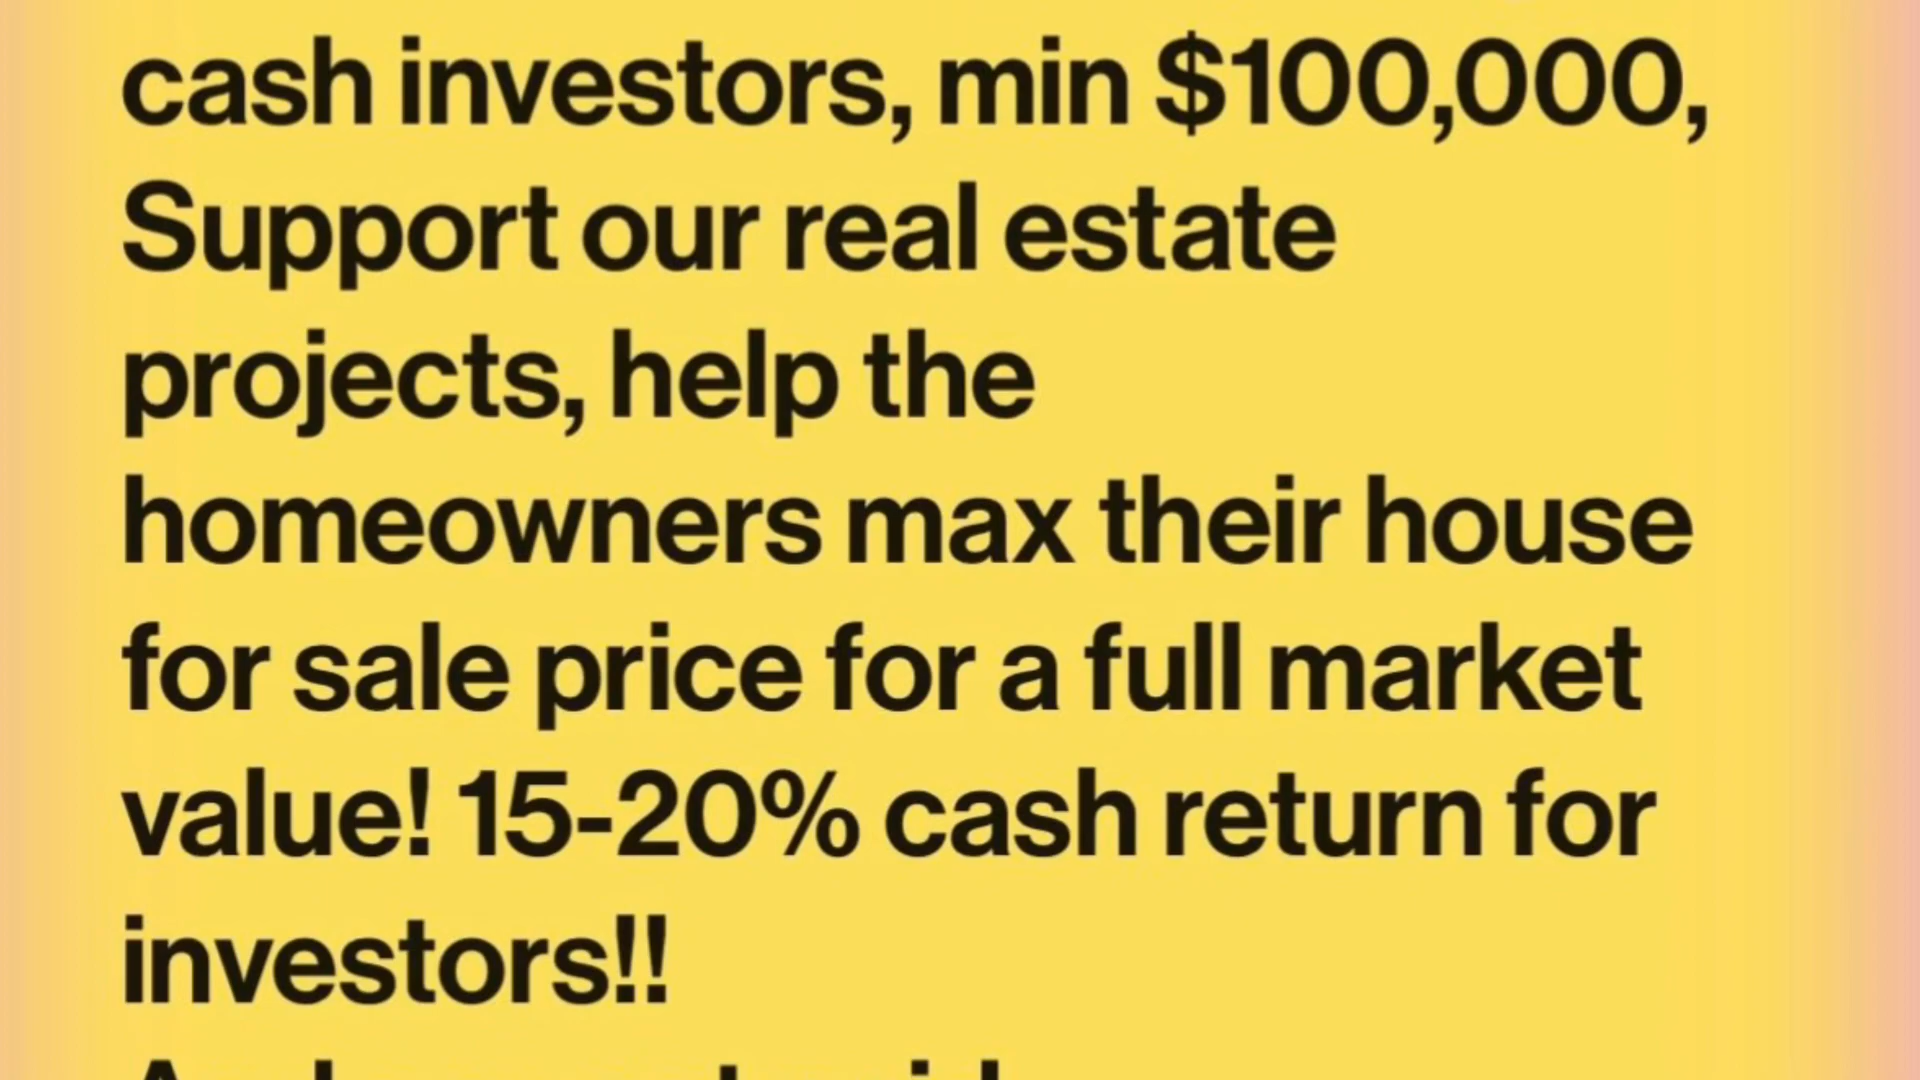 cash investors, min $100,000,
Support our real estate
projects, help the
homeowners max their house
for sale price for a full market
value! 15-20% cash return for
investors!!